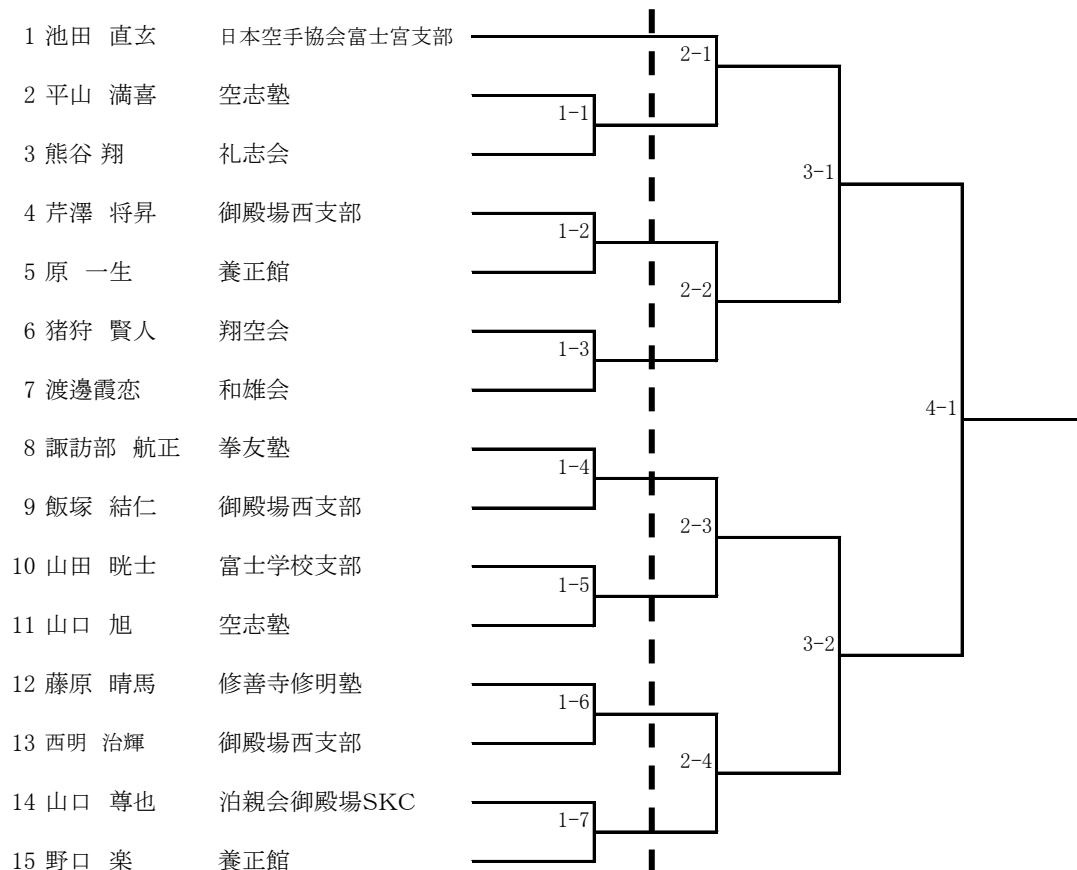 1 池田 直玄 日本空手協会富士宮支部
2-1
2 平山 満喜 空志塾
1-1
3 熊谷 翔 礼志会
3-1
4 芹澤 将昇 御殿場西支部
1-2
5 原 一生 養正館
2-2
6 猪狩 賢人 翔空会
1-3
7 渡邊霞恋 和雄会
4-1
8 諏訪部 航正 拳友塾
1-4
9 飯塚 結仁 御殿場西支部
2-3
10 山田 晄士 富士学校支部
1-5
11 山口 旭 空志塾
3-2
12 藤原 晴馬 修善寺修明塾
1-6
13 西明 治輝 御殿場西支部
2-4
14 山口 尊也 泊親会御殿場SKC
1-7
15 野口 楽 養正館